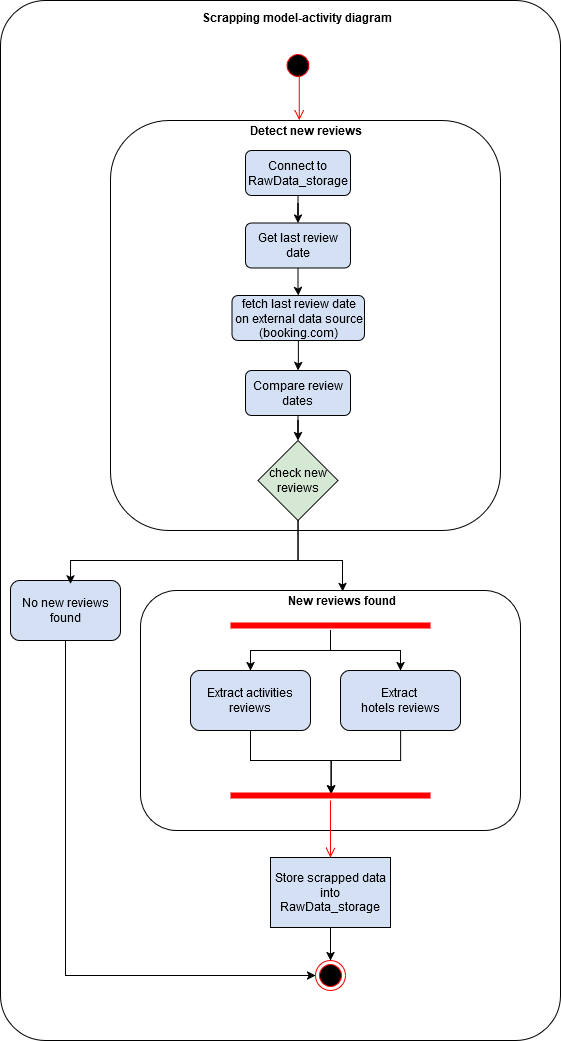 Scrapping model-activity diagram
Detect new reviews
Connect to
RawData_storage
Get last review
date
fetch last review date
on external data source
(booking.com)
Compare review
dates
check new
reviews
No new reviews
found
New reviews found
Extract activities
reviews
Extract
hotels reviews
Store scrapped data
into
RawData_storage